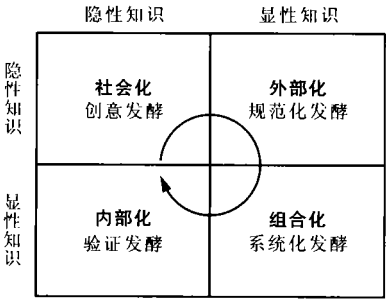 隐性知识 显性知识
隐性知识
社会化
创意发酵
外部化
规范化发酵
显性知识
内部化
验证发酵
组合化
系统化发酵